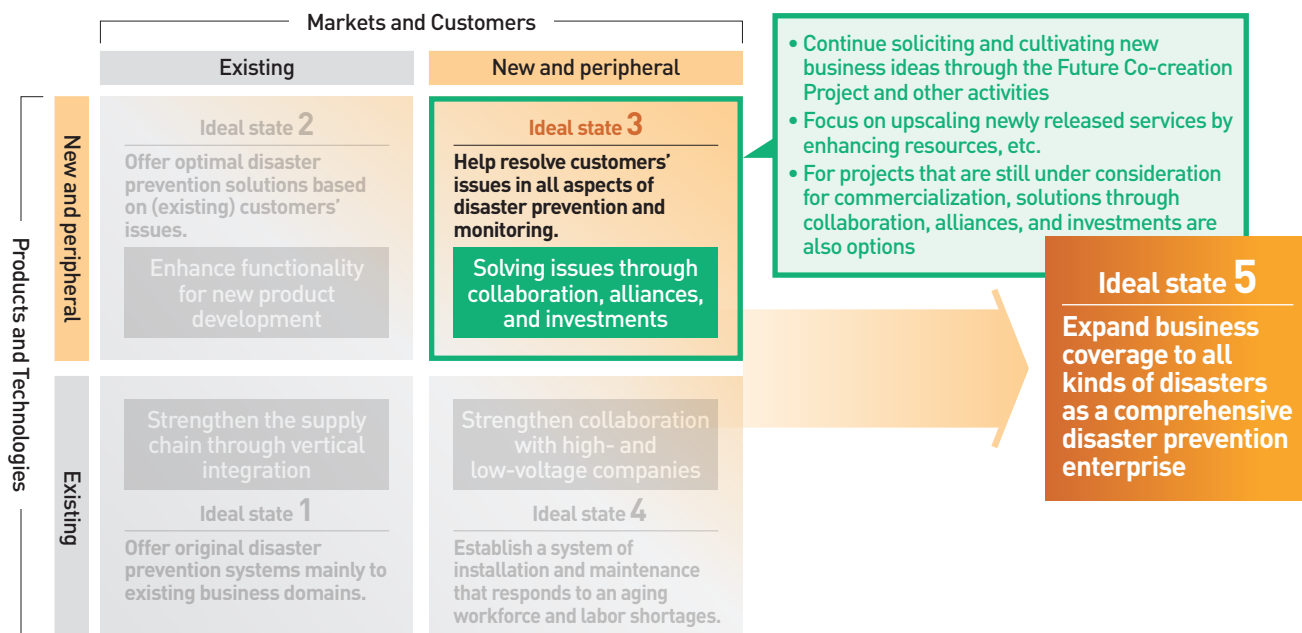 Markets and Customers
Existing
New and peripheral
Products and Technologies
New and peripheral
Existing
Ideal state 2
Offer optimal disaster
prevention solutions based
on (existing) customers'
issues.
Enhance functionality
for new product
development
Ideal state 3
Help resolve customers'
issues in all aspects of
disaster prevention and
monitoring.
Solving issues through
collaboration, alliances,
and investments
• Continue soliciting and cultivating new
business ideas through the Future Co-creation
Project and other activities
• Focus on upscaling newly released services by
enhancing resources, etc.
• For projects that are still under consideration
for commercialization, solutions through
collaboration, alliances, and investments are
also options
Strengthen the supply
chain through vertical
integration
Ideal state 1
Offer original disaster
prevention systems mainly to
existing business domains.
Strengthen collaboration
with high- and
low-voltage companies
Ideal state 4
Establish a system of
installation and maintenance
that responds to an aging
workforce and labor shortages.
Ideal state 5
Expand business
coverage to all
kinds of disasters
as a comprehensive
disaster prevention
enterprise